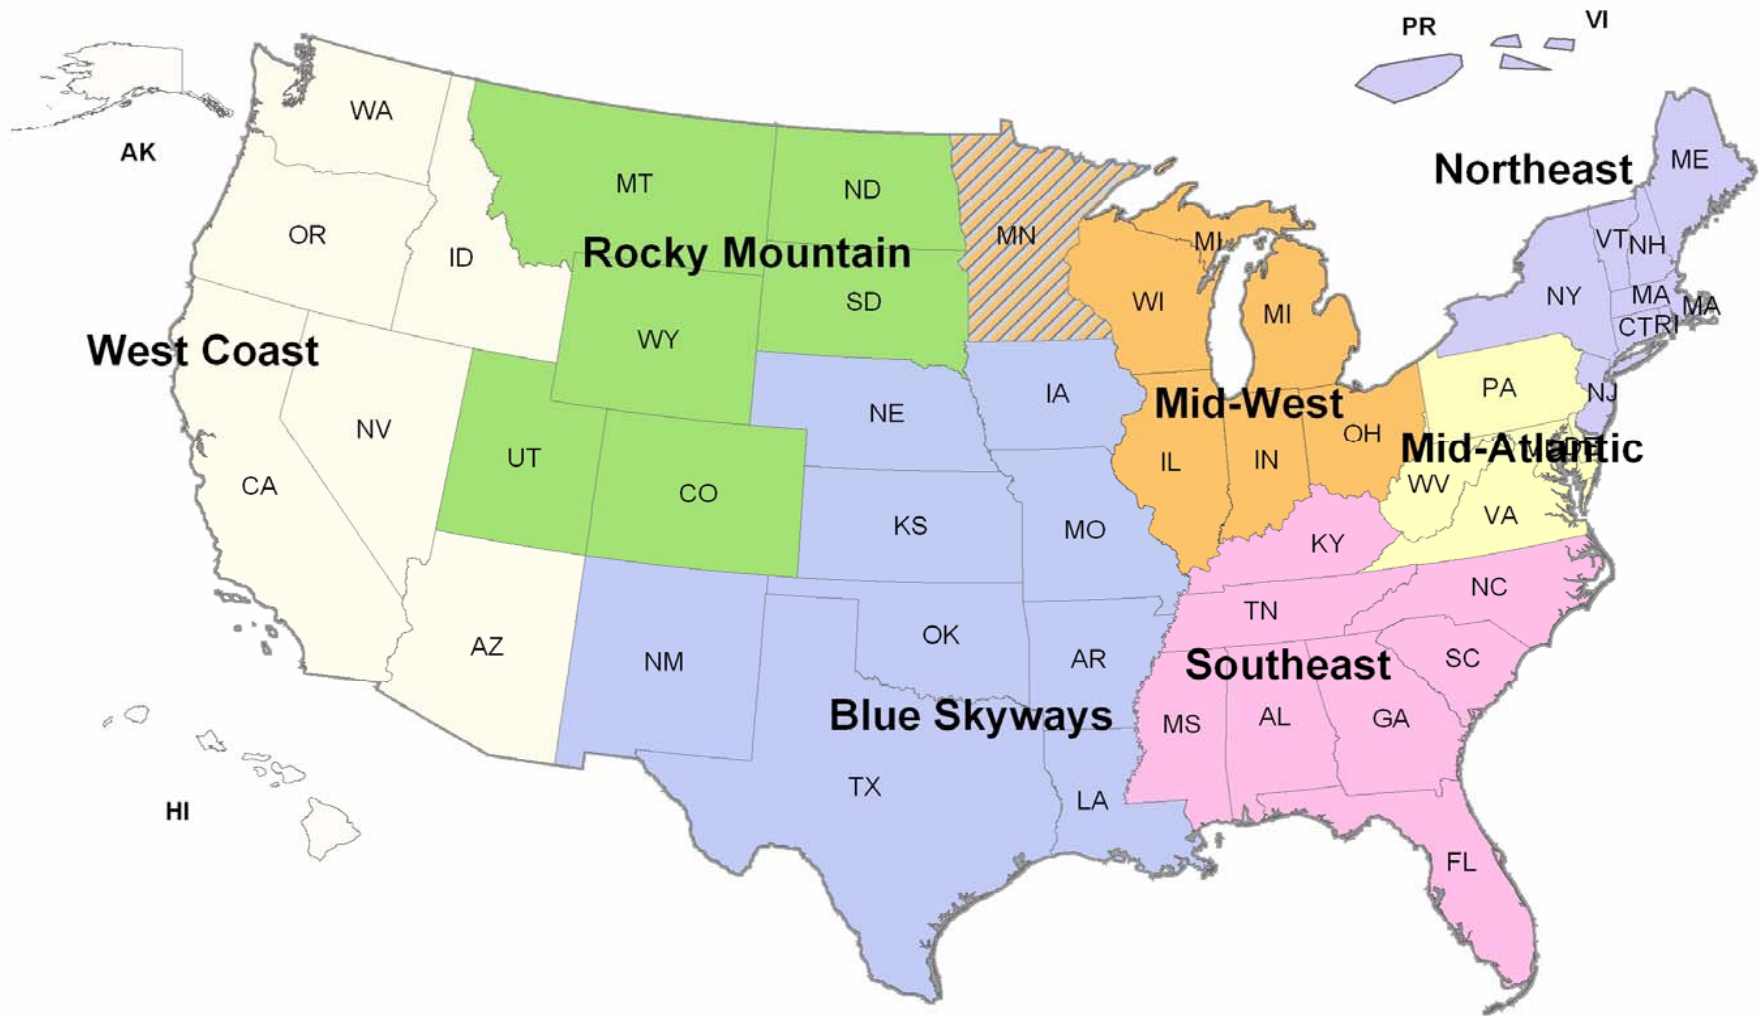 PR
VI
WA
AK
MT
ND
Northeast
ME
OR
ID
Rocky Mountain
MN
MI
VT
NH
SD
WI
MI
NY
MA
MA
WY
CT
RI
West Coast
NE
IA
Mid-West
PA
NJ
NV
UT
CO
IL
IN
OH
Mid-Atlantic
DE
CA
KS
MO
WV
VA
KY
NM
OK
AR
TN
NC
AZ
Southeast
SC
Blue Skyways
MS
AL
GA
TX
LA
HI
FL